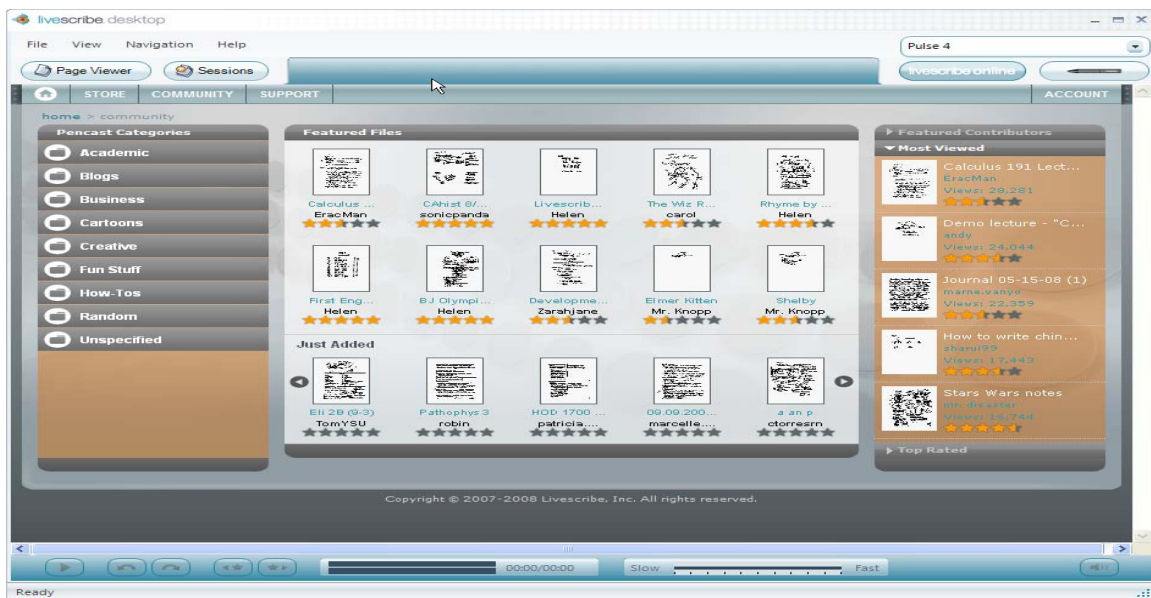 livescribe desktop
File View Navigation Help
Pulse 4
Page Viewer Sessions
livescribe online
STORE COMMUNITY SUPPORT ACCOUNT
home > community
Pencast Categories
Academic
Blogs
Business
Cartoons
Creative
Fun Stuff
How-Tos
Random
Unspecified
Featured Files
Calculus ... CAhist 8/... Livescrib... The Wiz R... Rhyme by ...
EracMan sonicpanda Helen carol Helen
First Eng... BJ Olympi... Developme... Elmer Kitten Shelby
Helen Helen Zarahjane Mr. Knopp Mr. Knopp
Just Added
Eli 2B (9-3) Pathophys 3 HOD 1700 ... 09.09.200... a an p
TomYSU robin patricia.... marcelle.... ctorresrn
Featured Contributors
Most Viewed
Calculus 191 Lect...
EracMan
Views: 28,281
Demo lecture - "C...
andy
Views: 24,044
Journal 05-15-08 (1)
marne.vanyo
Views: 22,359
How to write chin...
Views: 17,443
Stars Wars notes
mr. disaster
Views: 16,744
Top Rated
Copyright © 2007-2008 Livescribe, Inc. All rights reserved.
00:00/00:00 Slow Fast
Ready